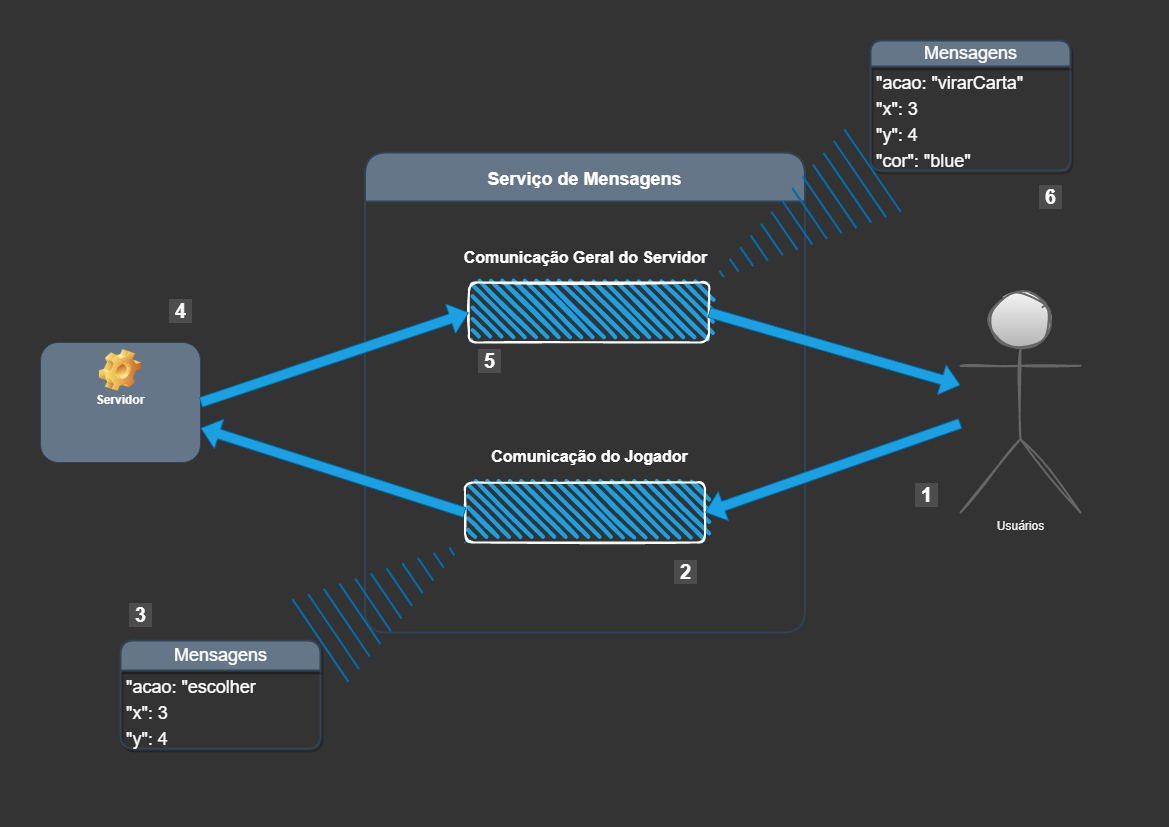 Mensagens
"acao: "virarCarta"
"x": 3
"y": 4
"cor": "blue"
6
Serviço de Mensagens
Comunicação Geral do Servidor
4
5
Servidor
Comunicação do Jogador
1
Usuários
2
3
Mensagens
"acao: "escolher
"x": 3
"y": 4